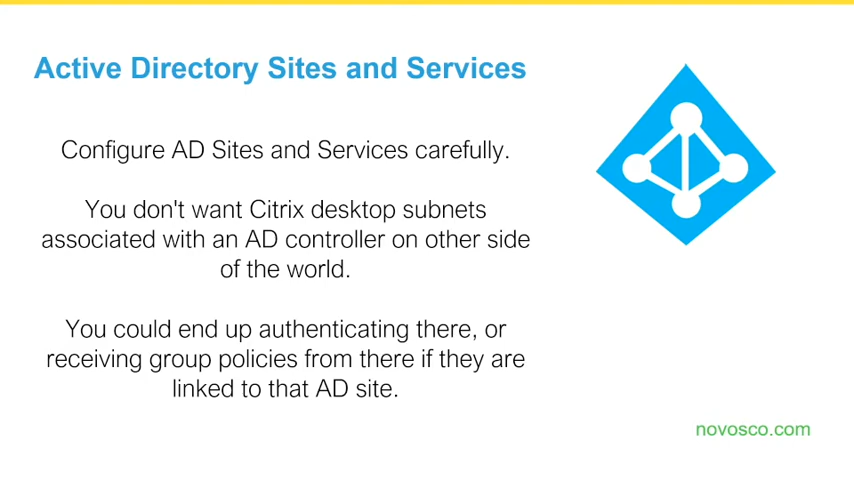 Active Directory Sites and Services
Configure AD Sites and Services carefully.
You don't want Citrix desktop subnets
associated with an AD controller on other side
of the world.
You could end up authenticating there, or
receiving group policies from there if they are
linked to that AD site.
novosco.com